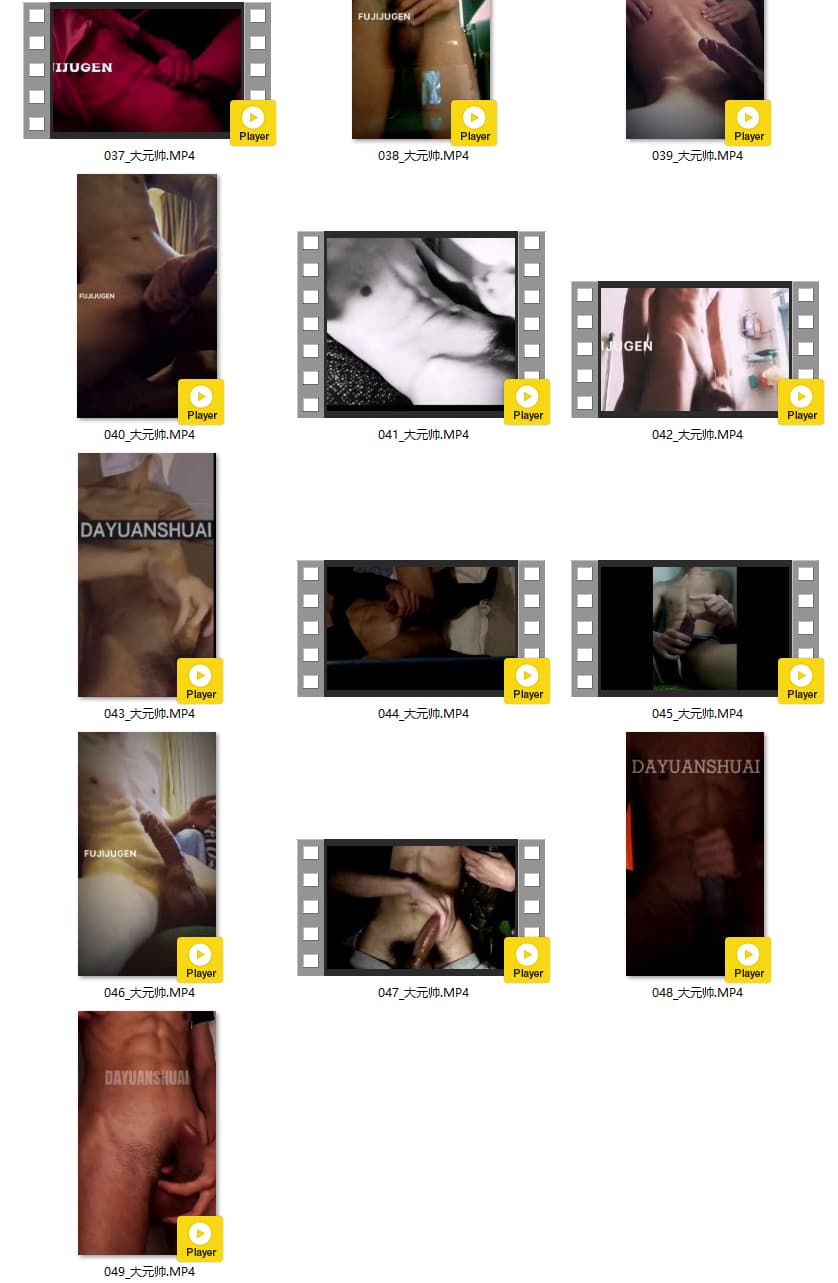 IJUGEN
FUJIJUGEN
Player
Player
Player
037_大元帅.MP4
038_大元帅.MP4
039_大元帅.MP4
FUJIJUGEN
IJUGEN
Player
Player
Player
040_大元帅.MP4
041_大元帅.MP4
042_大元帅.MP4
DAYUANSHUAI
Player
Player
Player
043_大元帅.MP4
044_大元帅.MP4
045_大元帅.MP4
DAYUANSHUAI
FUJIJUGEN
Player
Player
Player
046_大元帅.MP4
047_大元帅.MP4
048_大元帅.MP4
DAYUANSHUAI
Player
049_大元帅.MP4